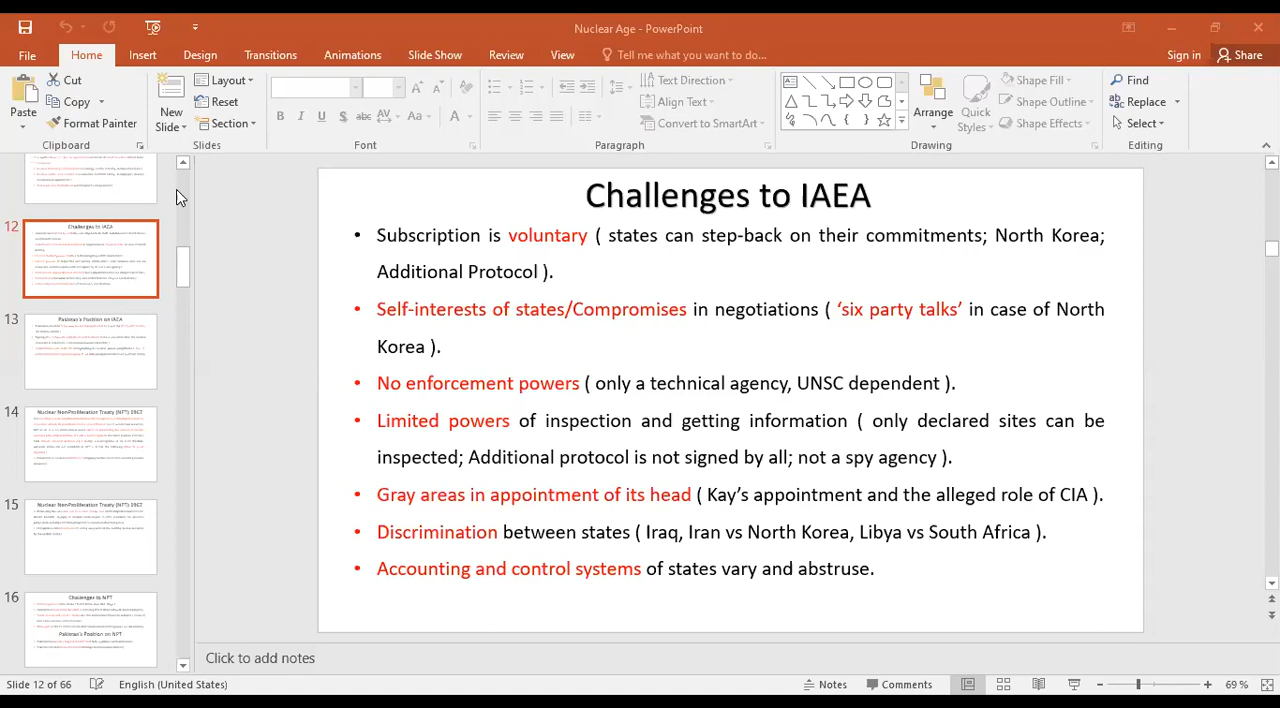 Nuclear Age - PowerPoint
File Home Insert Design Transitions Animations Slide Show Review View Tell me what you want to do... Sign in Share
Paste Cut Copy Format Painter
Clipboard
New Slide Layout Reset Section
Slides
B I U S abc AV Aa A
Font
Text Direction Align Text Convert to SmartArt
Paragraph
Arrange Quick Styles Shape Fill Shape Outline Shape Effects
Drawing
Find Replace Select
Editing
12 Challenges to IAEA
13 Pakistan's Position on IAEA
14 Nuclear Non-Proliferation Treaty (NPT): 1967
15 Nuclear Non-Proliferation Treaty (NPT): 1967
16 Challenges to NPT
Pakistan's Position on NPT
Challenges to IAEA
• Subscription is voluntary ( states can step-back in their commitments; North Korea;
Additional Protocol ).
• Self-interests of states/Compromises in negotiations ( ‘six party talks’ in case of North
Korea ).
• No enforcement powers ( only a technical agency, UNSC dependent ).
• Limited powers of inspection and getting information ( only declared sites can be
inspected; Additional protocol is not signed by all; not a spy agency ).
• Gray areas in appointment of its head ( Kay’s appointment and the alleged role of CIA ).
• Discrimination between states ( Iraq, Iran vs North Korea, Libya vs South Africa ).
• Accounting and control systems of states vary and abstruse.
Click to add notes
Slide 12 of 66 English (United States) Notes Comments 69 %